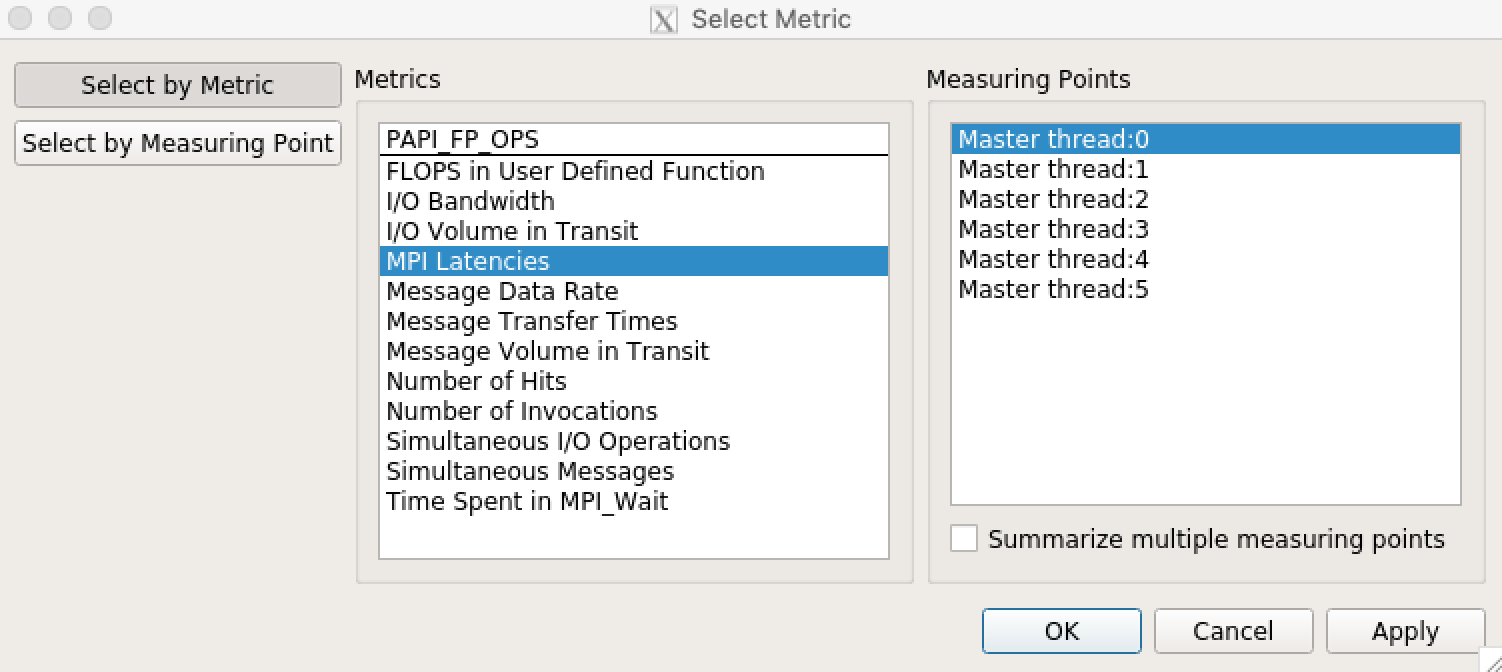 Select Metric
Select by Metric
Select by Measuring Point
Metrics
PAPI_FP_OPS
FLOPS in User Defined Function
I/O Bandwidth
I/O Volume in Transit
MPI Latencies
Message Data Rate
Message Transfer Times
Message Volume in Transit
Number of Hits
Number of Invocations
Simultaneous I/O Operations
Simultaneous Messages
Time Spent in MPI_Wait
Measuring Points
Master thread:0
Master thread:1
Master thread:2
Master thread:3
Master thread:4
Master thread:5
Summarize multiple measuring points
OK
Cancel
Apply